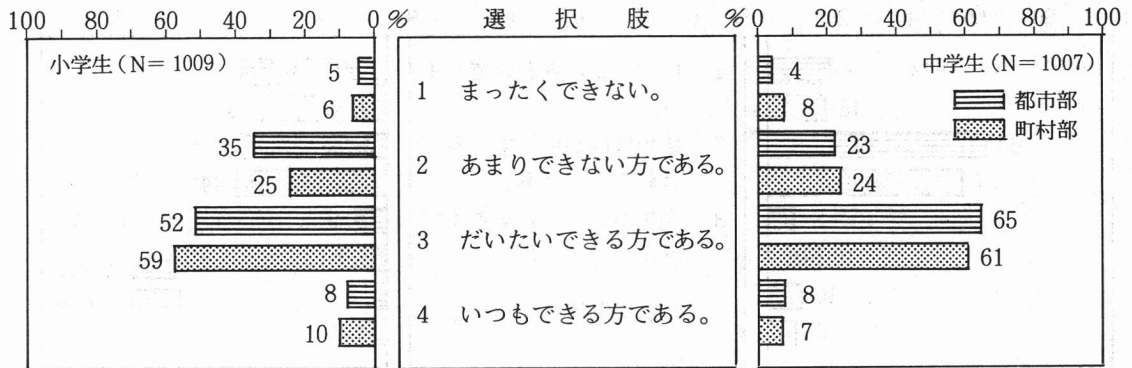 100 80 60 40 20 0 % 選択肢 % 0 20 40 60 80 100
小学生(N=1009)
中学生(N=1007)
都市部
町村部
5
6
1 まったくできない。
4
8
35
25
2 あまりできない方である。
23
24
52
59
3 だいたいできる方である。
65
61
8
10
4 いつもできる方である。
8
7